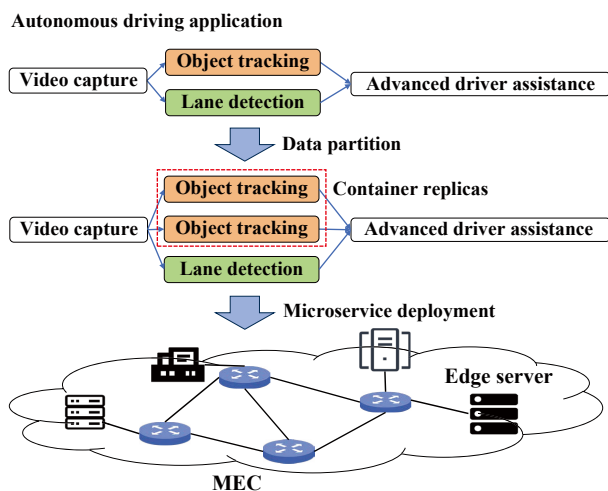 Autonomous driving application
Object tracking
Video capture
Advanced driver assistance
Lane detection
Data partition
Object tracking
Container replicas
Video capture
Object tracking
Advanced driver assistance
Lane detection
Microservice deployment
Edge server
MEC